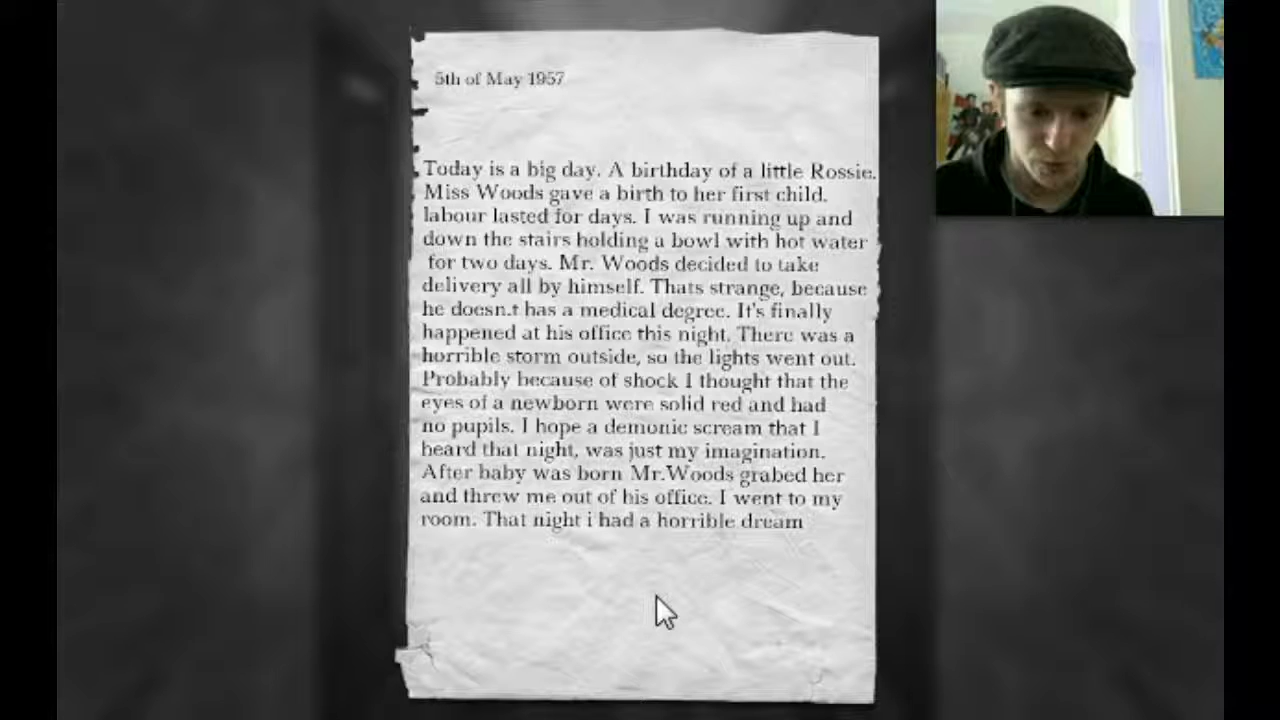 5th of May 1957
Today is a big day. A birthday of a little Rossie.
Miss Woods gave a birth to her first child.
labour lasted for days. I was running up and
down the stairs holding a bowl with hot water
for two days. Mr. Woods decided to take
delivery all by himself. Thats strange, because
he doesn.t has a medical degree. It's finally
happened at his office this night. There was a
horrible storm outside, so the lights went out.
Probably because of shock I thought that the
eyes of a newborn were solid red and had
no pupils. I hope a demonic scream that I
heard that night, was just my imagination.
After baby was born Mr.Woods grabed her
and threw me out of his office. I went to my
room. That night i had a horrible dream